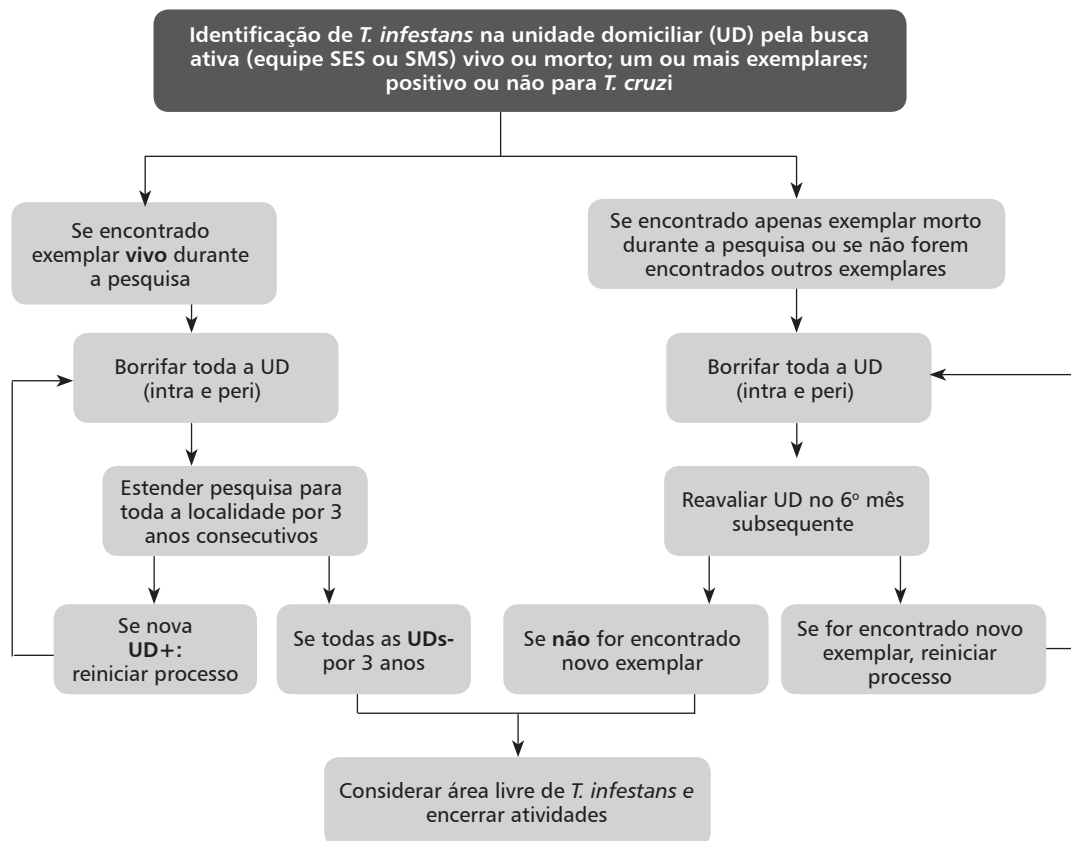 Identificação de T. infestans na unidade domiciliar (UD) pela busca
ativa (equipe SES ou SMS) vivo ou morto; um ou mais exemplares;
positivo ou não para T. cruzi
Se encontrado
exemplar vivo durante
a pesquisa
Se encontrado apenas exemplar morto
durante a pesquisa ou se não forem
encontrados outros exemplares
Borrifar toda a UD
(intra e peri)
Borrifar toda a UD
(intra e peri)
Estender pesquisa para
toda a localidade por 3
anos consecutivos
Reavaliar UD no 6º mês
subsequente
Se nova
UD+:
reiniciar processo
Se todas as UDs-
por 3 anos
Se não for encontrado
novo exemplar
Se for encontrado novo
exemplar, reiniciar
processo
Considerar área livre de T. infestans e
encerrar atividades